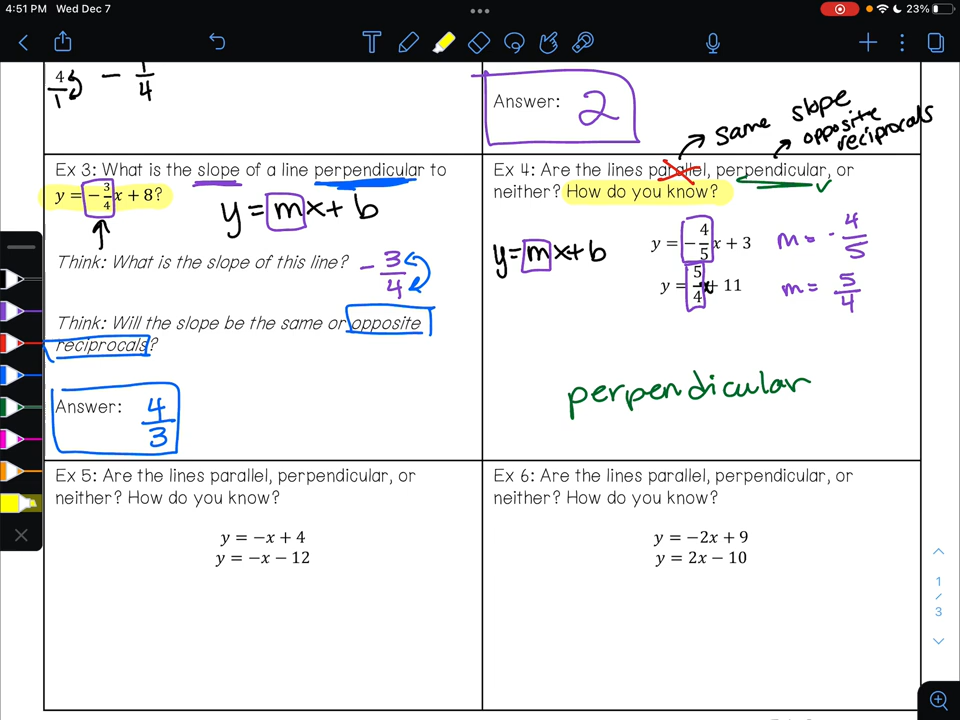 4:51 PM Wed Dec 7
23%
4/1 - 1/4
Answer: 2
same slope
opposite reciprocals
Ex 3: What is the slope of a line perpendicular to
y = -3/4x + 8?
y = mx + b
Think: What is the slope of this line? -3/4
Think: Will the slope be the same or opposite
reciprocals?
Answer: 4/3
Ex 4: Are the lines parallel, perpendicular, or
neither? How do you know?
y = mx + b
y = -4/5x + 3 m = -4/5
y = 5/4x + 11 m = 5/4
perpendicular
Ex 5: Are the lines parallel, perpendicular, or
neither? How do you know?
y = −x + 4
y = −x − 12
Ex 6: Are the lines parallel, perpendicular, or
neither? How do you know?
y = −2x + 9
y = 2x − 10
1
/
3